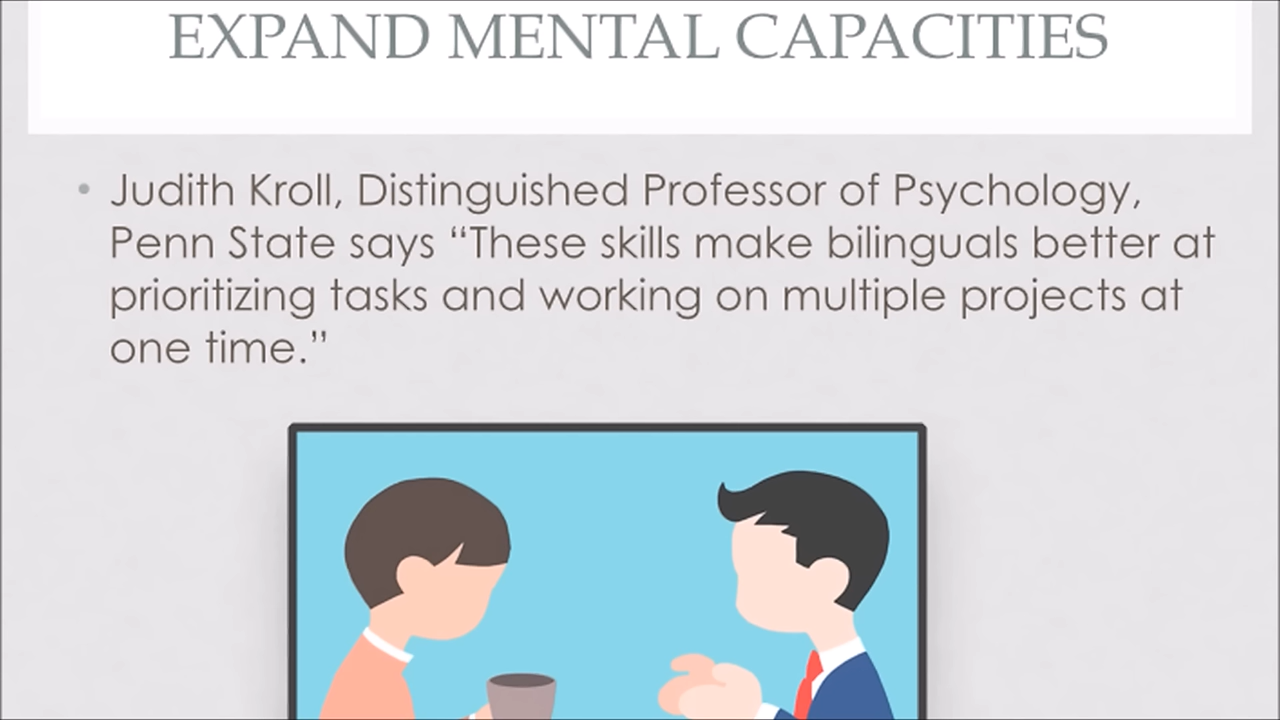 EXPAND MENTAL CAPACITIES
• Judith Kroll, Distinguished Professor of Psychology,
Penn State says “These skills make bilinguals better at
prioritizing tasks and working on multiple projects at
one time.”